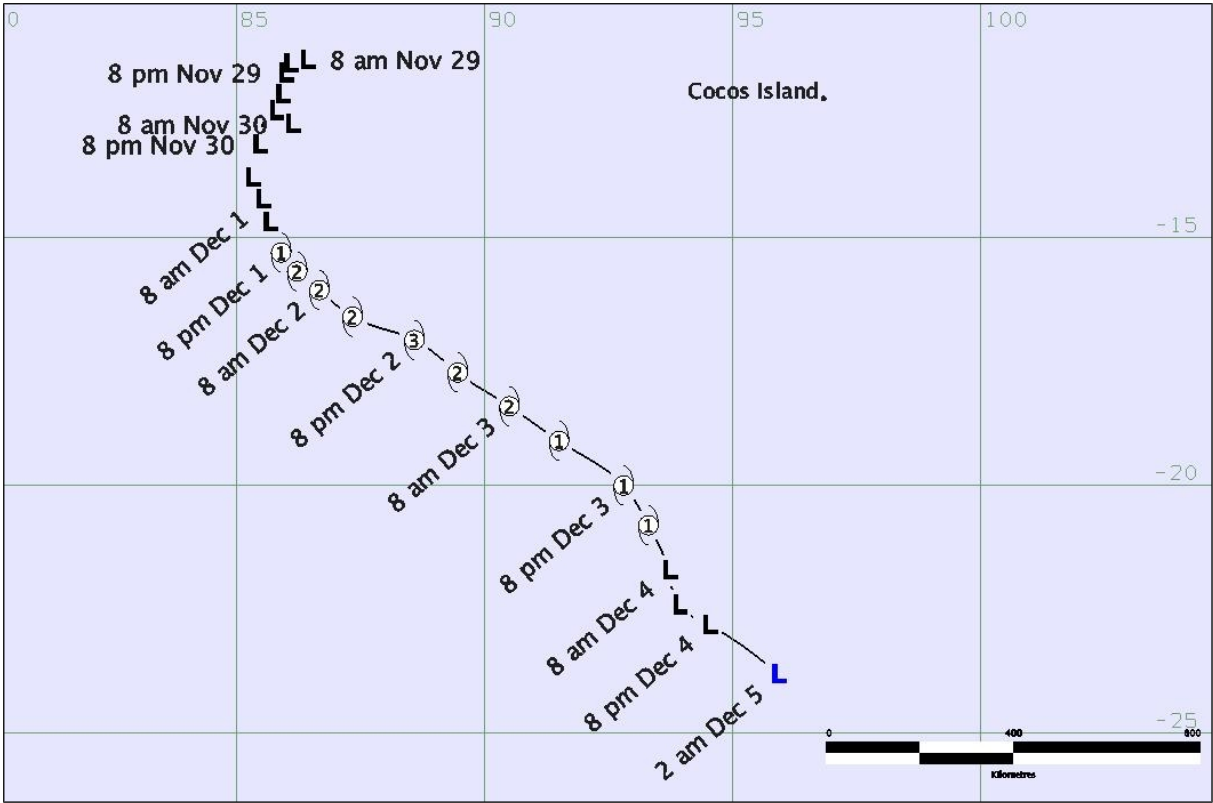 0 85 90 95 100
L L 8 am Nov 29
8 pm Nov 29 L
L
Cocos Island
L
8 am Nov 30 L
8 pm Nov 30 L
L
L
8 am Dec 1 L
-15
1
8 pm Dec 1 2
2
8 am Dec 2 2
3
8 pm Dec 2 2
2
8 am Dec 3 1
-20
1
8 pm Dec 3 1
L
8 am Dec 4 L
L
8 pm Dec 4
L
2 am Dec 5
-25
0 400 800
Kilometres